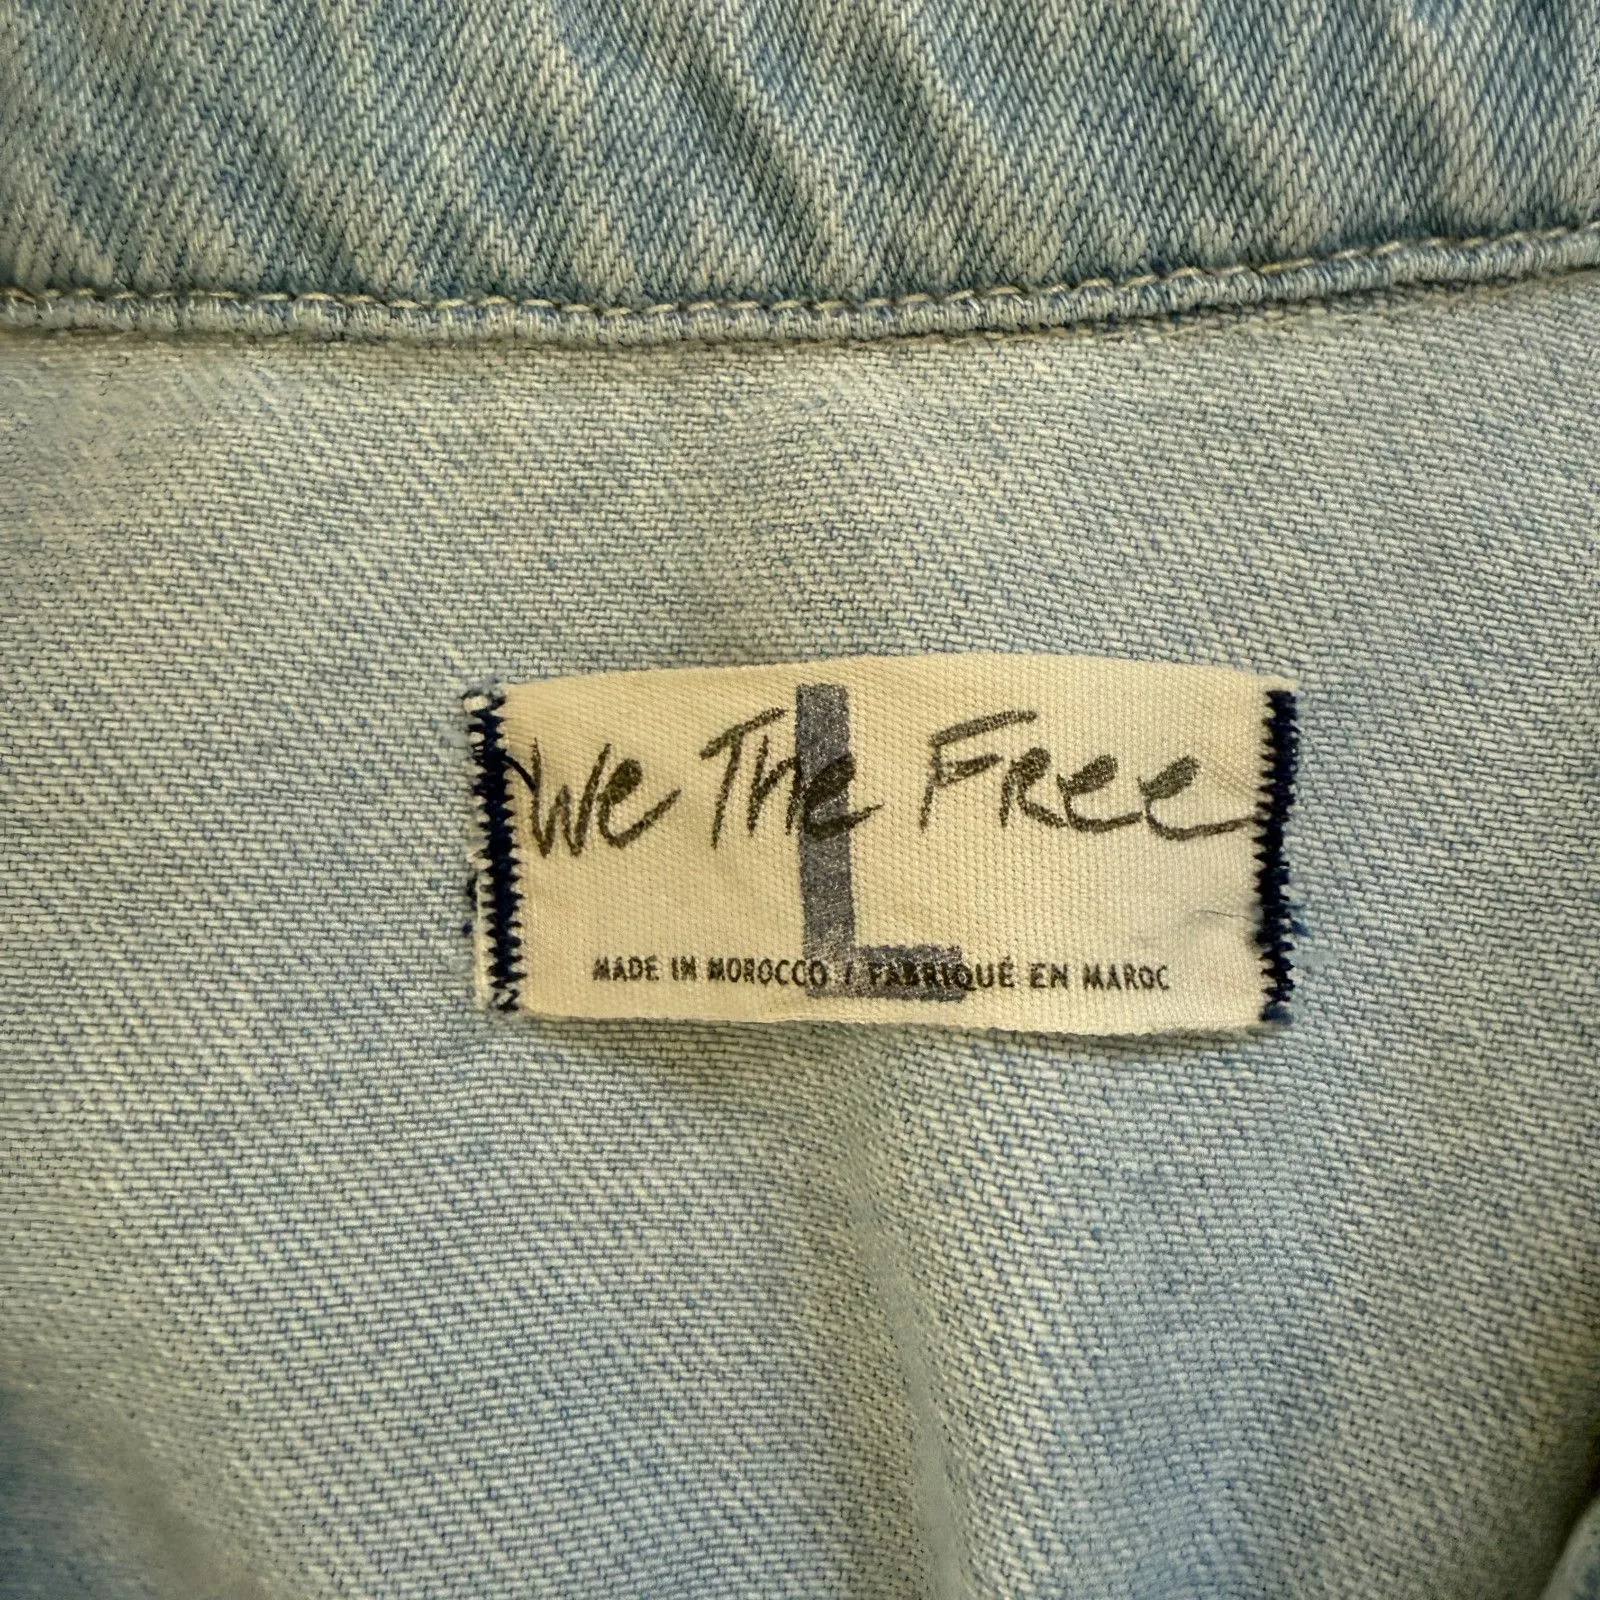 We The Free
L
MADE IN MOROCCO / FABRIQUÉ EN MAROC